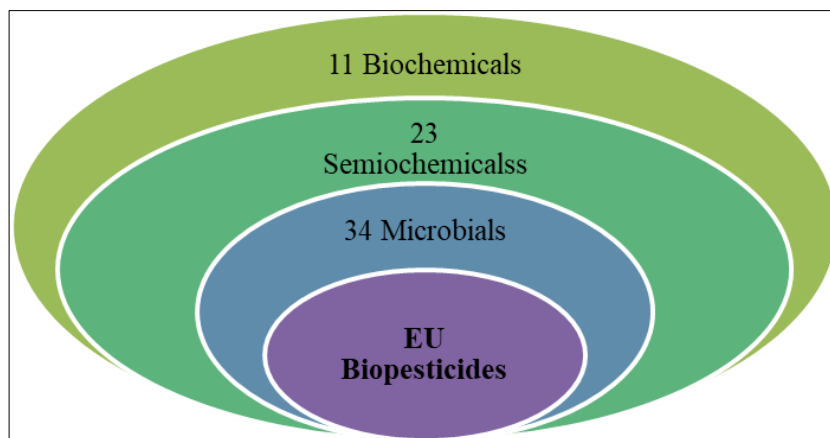 11 Biochemicals
23
Semiochemicalss
34 Microbials
EU
Biopesticides